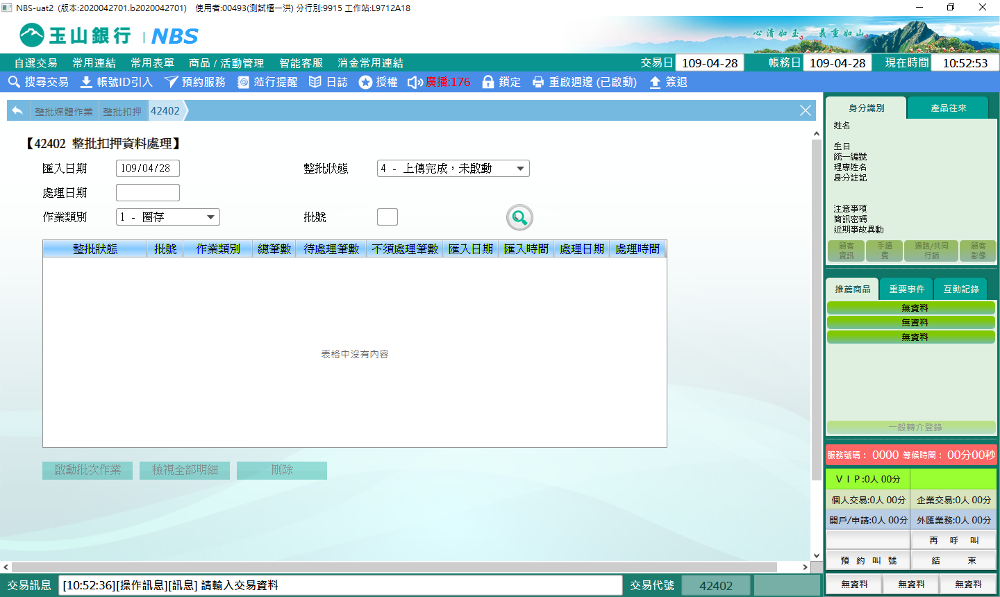 NBS-uat2 (版本:2020042701.b2020042701) 使用者:00493(測試櫃一洪) 分行別:9915 工作站:L9712A18
玉山銀行 NBS
心清如玉。義重如山。
自選交易 常用連結 常用表單 商品 / 活動管理 智能客服 消金常用連結 交易日 109-04-28 帳務日 109-04-28 現在時間 10:52:53
搜尋交易 帳號ID引入 預約服務 蒞行提醒 日誌 授權 廣播:176 鎖定 重啟週邊 (已啟動) 簽退
整批媒體作業 整批扣押 42402
【42402 整批扣押資料處理】
匯入日期 109/04/28 整批狀態 4 - 上傳完成，未啟動
處理日期
作業類別 1 - 圈存 批號
整批狀態 批號 作業類別 總筆數 待處理筆數 不須處理筆數 匯入日期 匯入時間 處理日期 處理時間
表格中沒有內容
啟動批次作業 檢視全部明細 刪除
身分識別 產品往來
姓名
生日
統一編號
理專姓名
身分註記
注意事項
簡訊密碼
近期事故異動
顧客資訊 手續費 通路/共同行銷 顧客影像
推薦商品 重要事件 互動記錄
無資料
無資料
無資料
一般轉介登錄
服務號碼： 0000 等候時間： 00分00秒
ＶＩＰ:0人 00分
個人交易:0人 00分 企業交易:0人 00分
開戶/申請:0人 00分 外匯業務:0人 00分
再 呼 叫
預 約 叫 號 結 束
無資料 無資料 無資料
交易訊息 [10:52:36][操作訊息][訊息] 請輸入交易資料 交易代號 42402